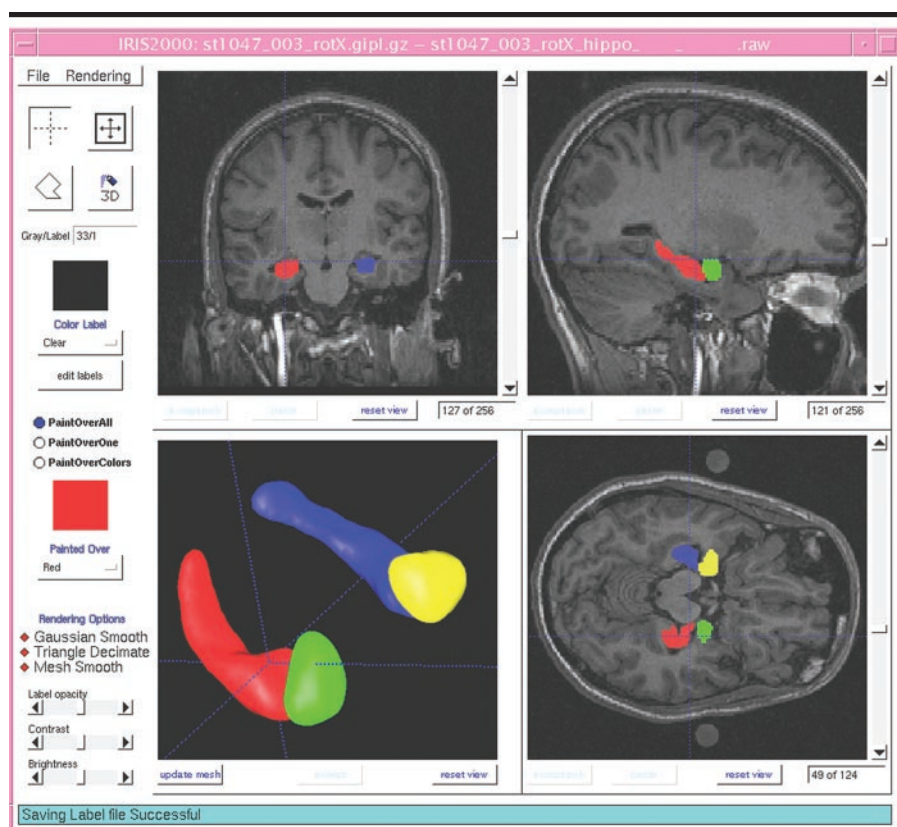 IRIS2000: st1047_003_rotX.gipl.gz – st1047_003_rotX_hippo_ _ .raw
File Rendering
3D
Gray/Label 33/1
Color Label
Clear
edit labels
PaintOverAll
PaintOverOne
PaintOverColors
Painted Over
Red
Rendering Options
Gaussian Smooth
Triangle Decimate
Mesh Smooth
Label opacity
Contrast
Brightness
reset view 127 of 256
reset view 121 of 256
update mesh
reset view
reset view 49 of 124
Saving Label file Successful